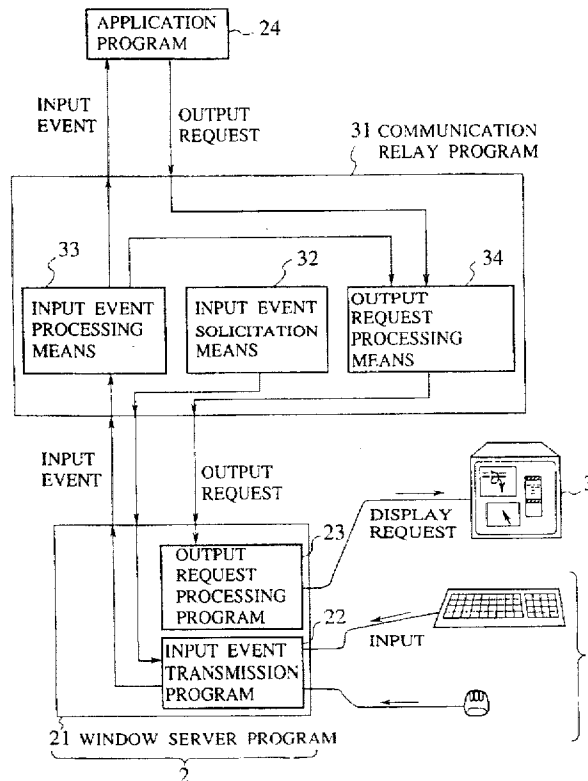 APPLICATION
PROGRAM
24
INPUT
EVENT
OUTPUT
REQUEST
31 COMMUNICATION
RELAY PROGRAM
33
32
34
INPUT EVENT
PROCESSING
MEANS
INPUT EVENT
SOLICITATION
MEANS
OUTPUT
REQUEST
PROCESSING
MEANS
INPUT
EVENT
OUTPUT
REQUEST
23
OUTPUT
REQUEST
PROCESSING
PROGRAM
DISPLAY
REQUEST
22
INPUT EVENT
TRANSMISSION
PROGRAM
INPUT
21 WINDOW SERVER PROGRAM
2